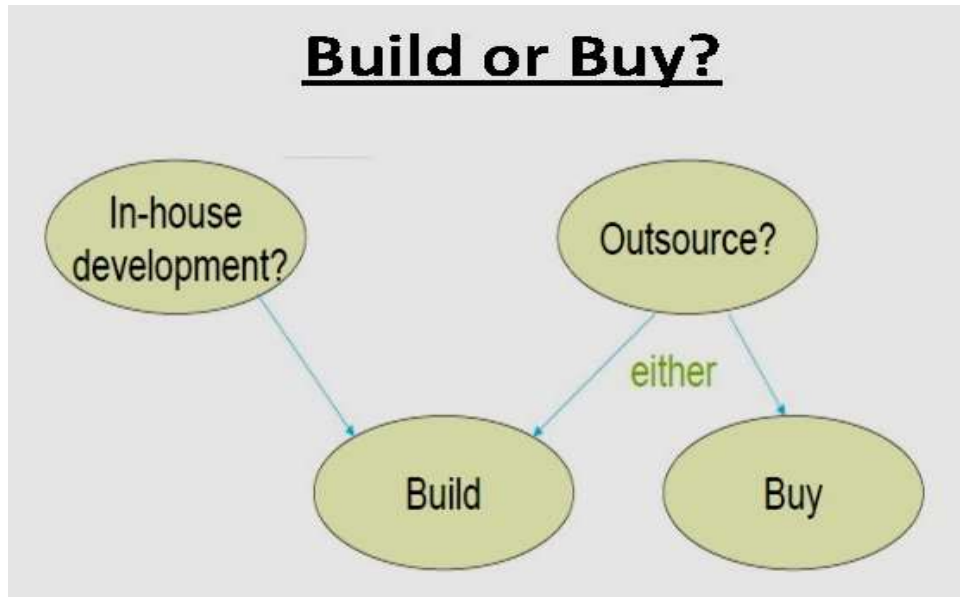 Build or Buy?
In-house
development?
Outsource?
either
Build
Buy